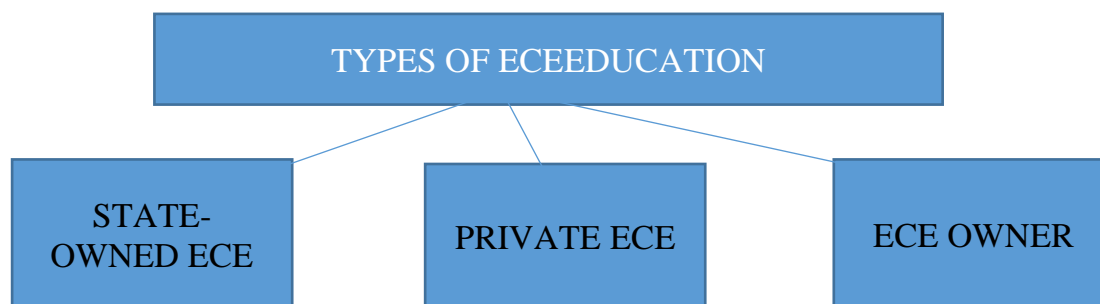 TYPES OF ECEEDUCATION
STATE-
OWNED ECE
PRIVATE ECE
ECE OWNER